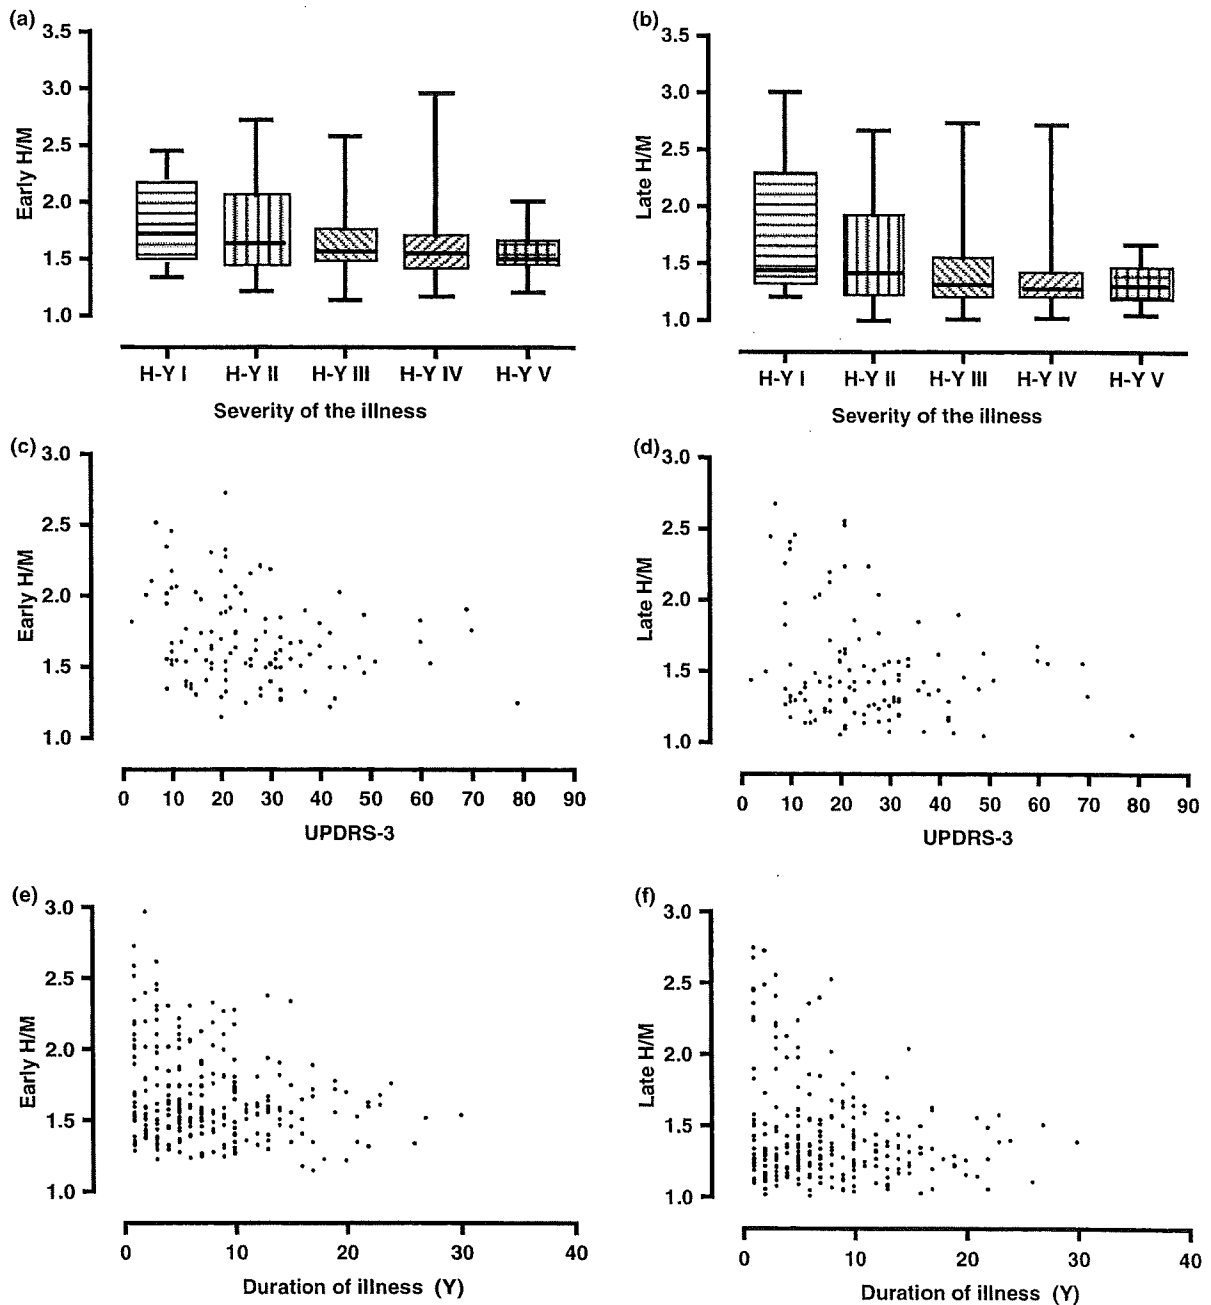 (a)
3.5
3.0
2.5
2.0
1.5
1.0
Early H/M
H-Y I H-Y II H-Y III H-Y IV H-Y V
Severity of the illness
(b)
3.5
3.0
2.5
2.0
1.5
1.0
Late H/M
H-Y I H-Y II H-Y III H-Y IV H-Y V
Severity of the illness
(c)
3.0
2.5
2.0
1.5
1.0
Early H/M
0 10 20 30 40 50 60 70 80 90
UPDRS-3
(d)
3.0
2.5
2.0
1.5
1.0
Late H/M
0 10 20 30 40 50 60 70 80 90
UPDRS-3
(e)
3.0
2.5
2.0
1.5
1.0
Early H/M
0 10 20 30 40
Duration of illness (Y)
(f)
3.0
2.5
2.0
1.5
1.0
Late H/M
0 10 20 30 40
Duration of illness (Y)